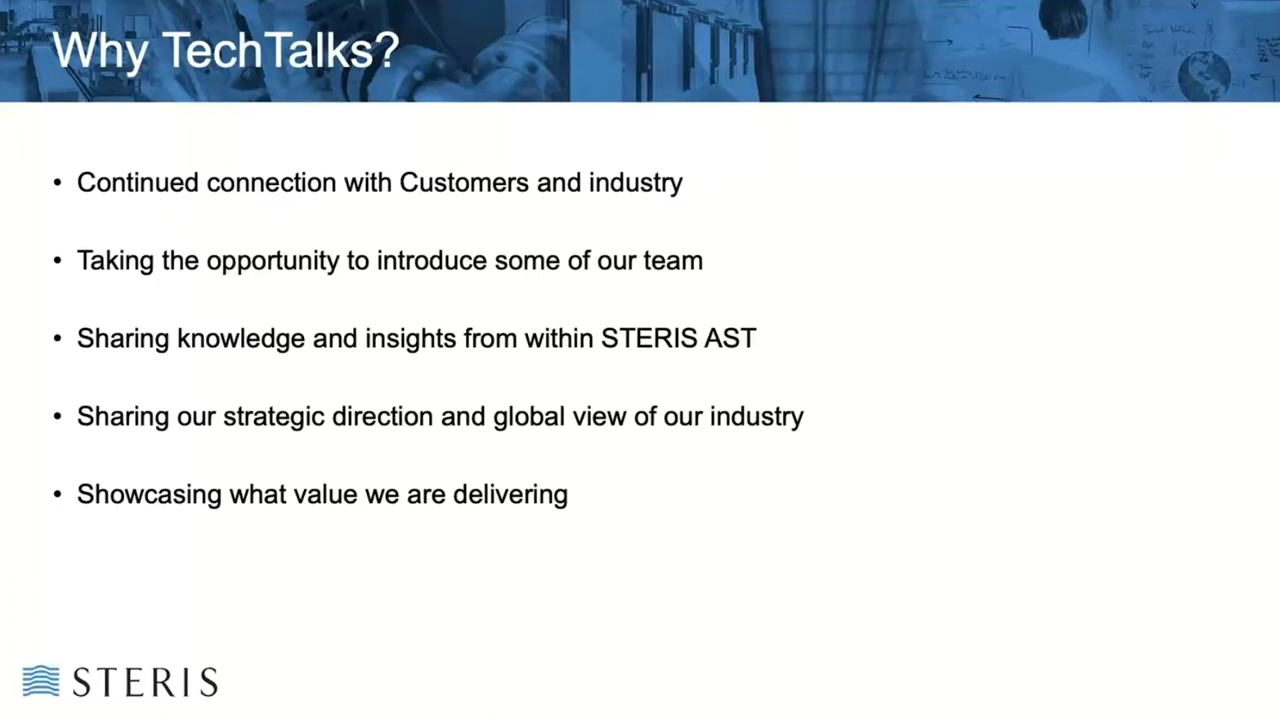 Why TechTalks?
• Continued connection with Customers and industry
• Taking the opportunity to introduce some of our team
• Sharing knowledge and insights from within STERIS AST
• Sharing our strategic direction and global view of our industry
• Showcasing what value we are delivering
STERIS